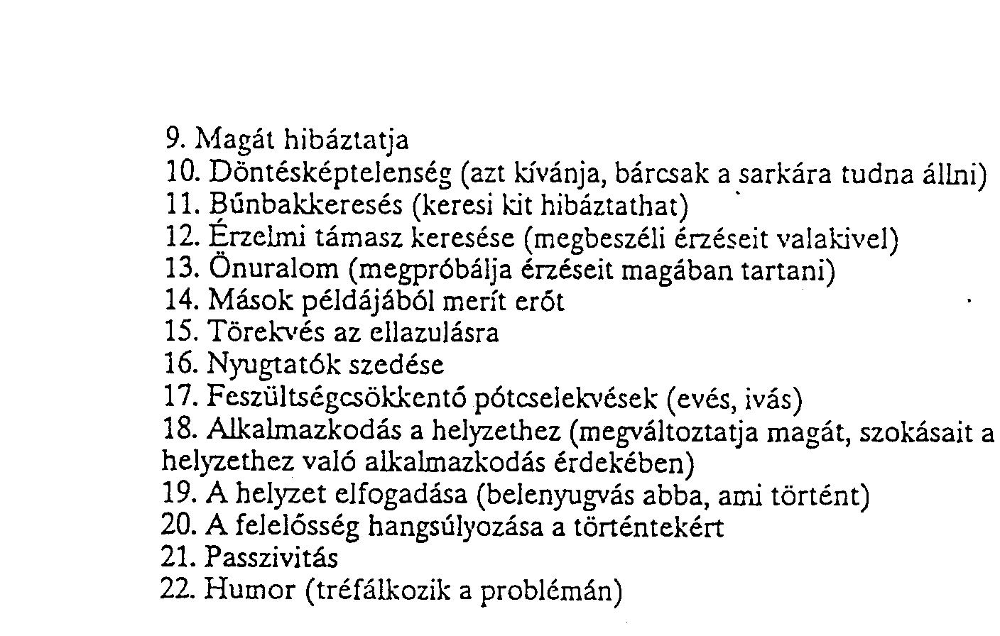 9. Magát hibáztatja
10. Döntésképtelenség (azt kívánja, bárcsak a sarkára tudna állni)
11. Bűnbakkeresés (keresi kit hibáztathat)
12. Érzelmi támasz keresése (megbeszéli érzéseit valakivel)
13. Önuralom (megpróbálja érzéseit magában tartani)
14. Mások példájából merít erőt
15. Törekvés az ellazulásra
16. Nyugtatók szedése
17. Feszültségcsökkentő pótcselekvések (evés, ivás)
18. Alkalmazkodás a helyzethez (megváltoztatja magát, szokásait a
helyzethez való alkalmazkodás érdekében)
19. A helyzet elfogadása (belenyugvás abba, ami történt)
20. A felelősség hangsúlyozása a történtekért
21. Passzivitás
22. Humor (tréfálkozik a problémán)